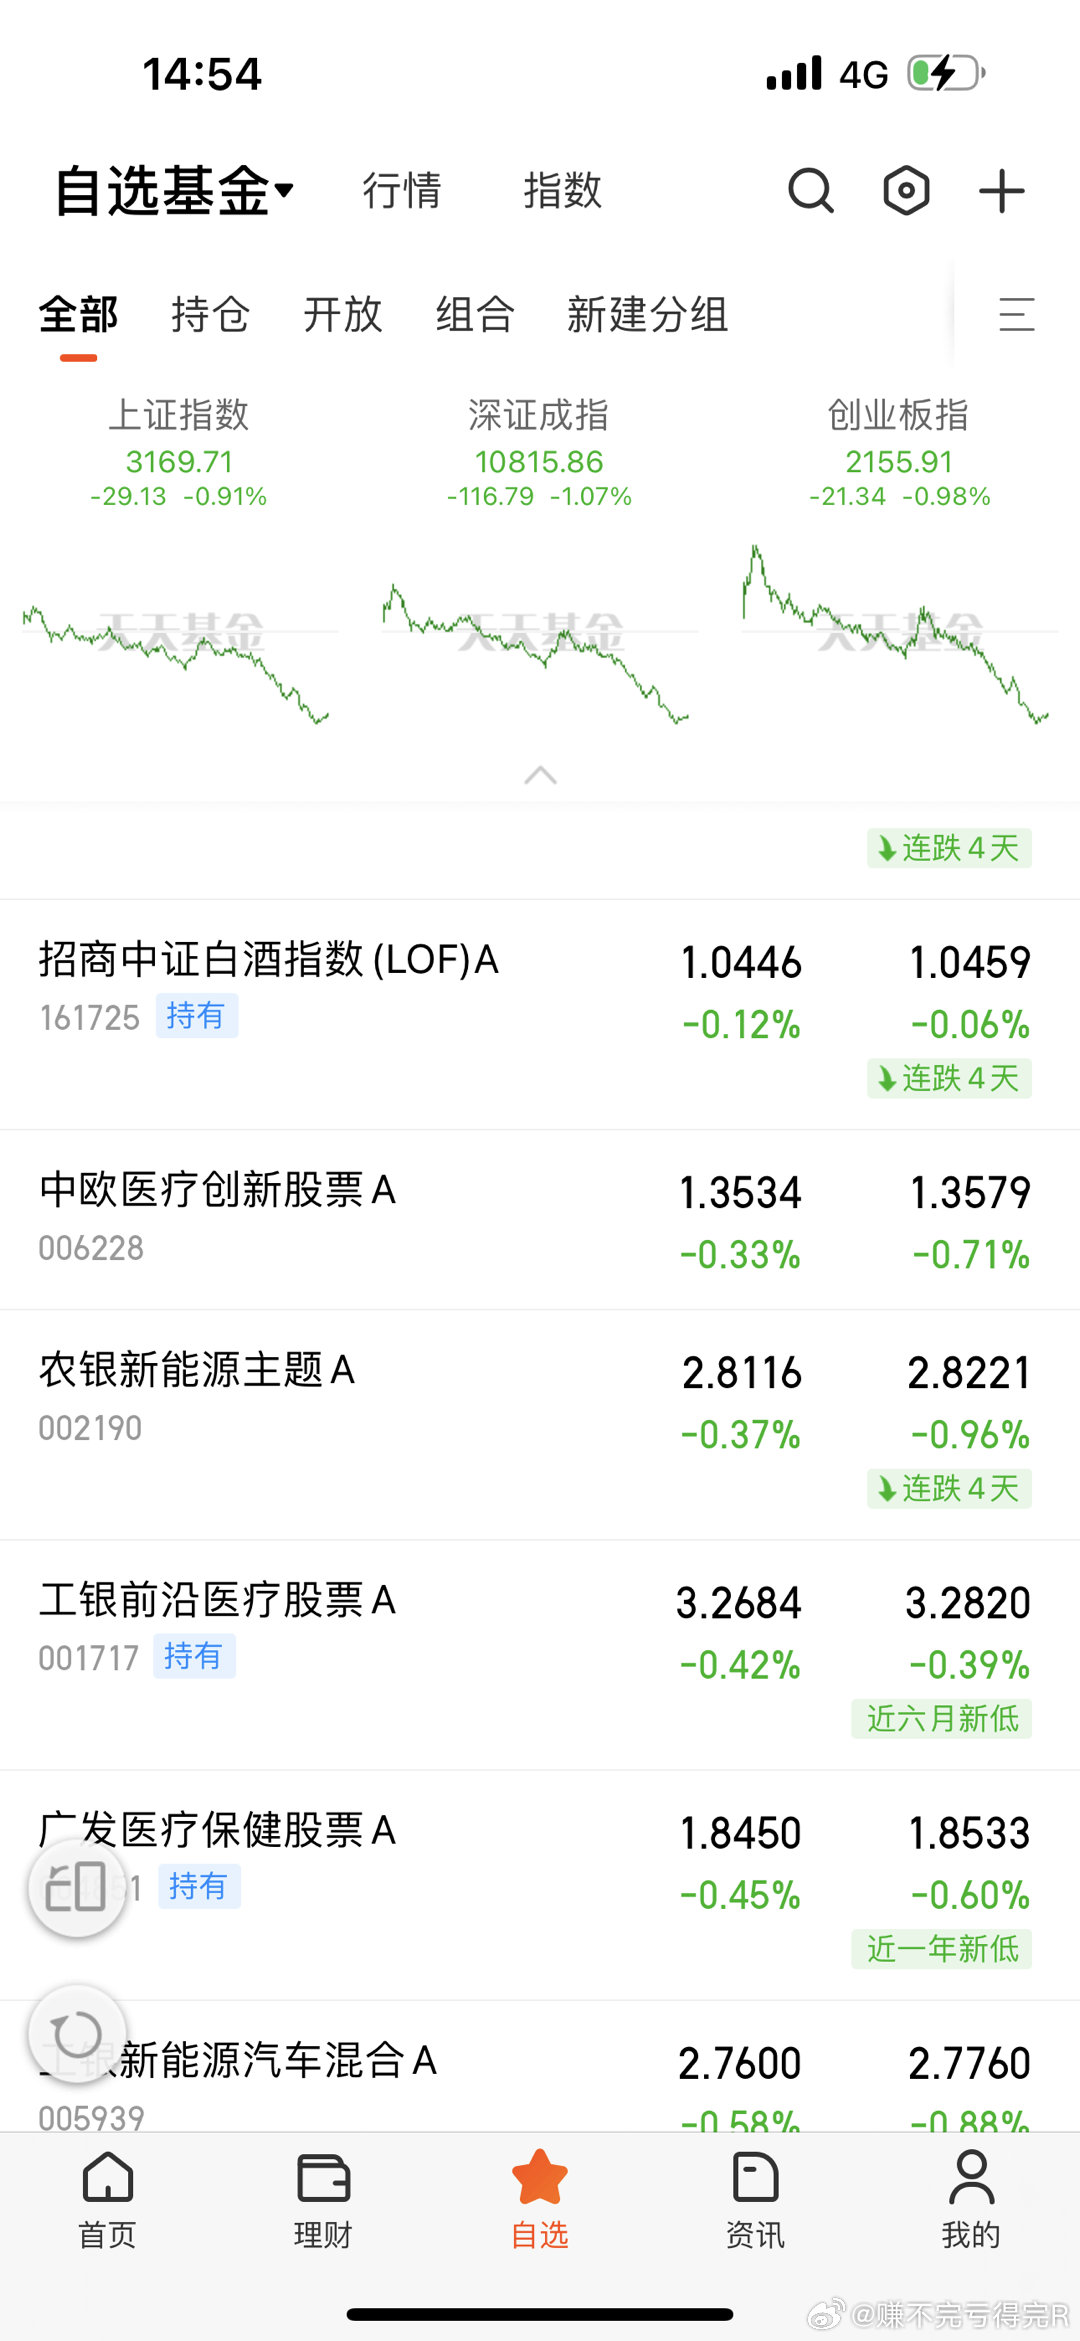 14:54 4G
自选基金 行情 指数
全部 持仓 开放 组合 新建分组
上证指数 深证成指 创业板指
3169.71 10815.86 2155.91
-29.13 -0.91% -116.79 -1.07% -21.34 -0.98%
天天基金 天天基金 天天基金
连跌4天
招商中证白酒指数(LOF)A 1.0446 1.0459
161725 持有 -0.12% -0.06%
连跌4天
中欧医疗创新股票A 1.3534 1.3579
006228 -0.33% -0.71%
农银新能源主题A 2.8116 2.8221
002190 -0.37% -0.96%
连跌4天
工银前沿医疗股票A 3.2684 3.2820
001717 持有 -0.42% -0.39%
近六月新低
广发医疗保健股票A 1.8450 1.8533
持有 -0.45% -0.60%
近一年新低
工银新能源汽车混合A 2.7600 2.7760
005939 -0.58% -0.88%
首页 理财 自选 资讯 我的
@赚不完亏得完R